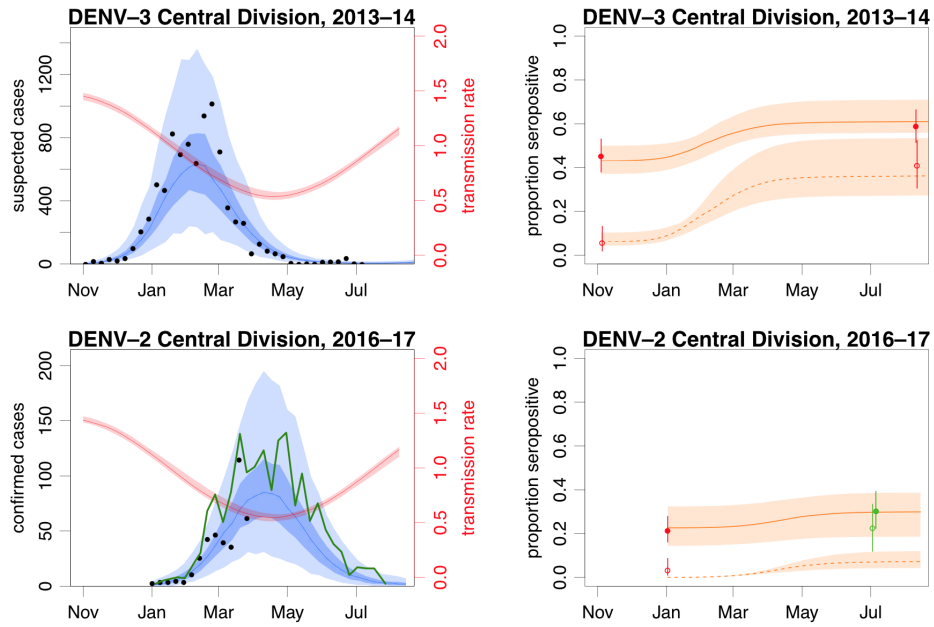 DENV–3 Central Division, 2013–14
suspected cases
0
400
800
1200
Nov
Jan
Mar
May
Jul
0.0
0.5
1.0
1.5
2.0
transmission rate
DENV–3 Central Division, 2013–14
proportion seropositive
0.0
0.2
0.4
0.6
0.8
1.0
Nov
Jan
Mar
May
Jul
DENV–2 Central Division, 2016–17
confirmed cases
0
50
100
150
200
Nov
Jan
Mar
May
Jul
0.0
0.5
1.0
1.5
2.0
transmission rate
DENV–2 Central Division, 2016–17
proportion seropositive
0.0
0.2
0.4
0.6
0.8
1.0
Nov
Jan
Mar
May
Jul